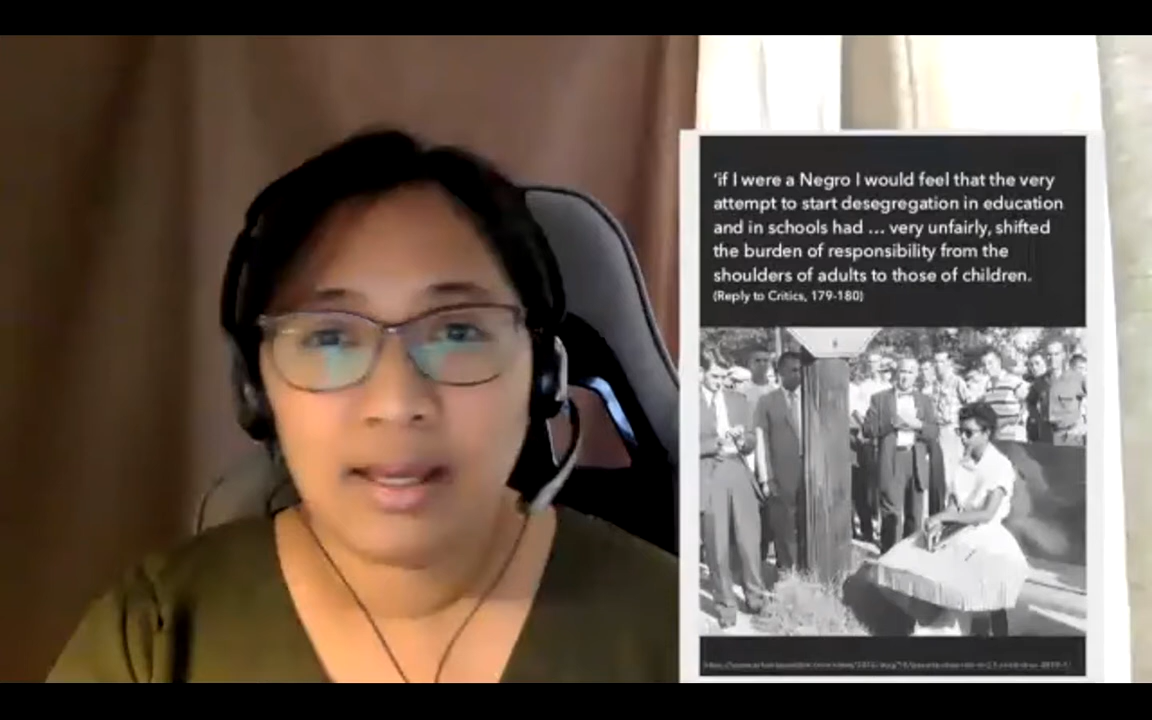 ‘if I were a Negro I would feel that the very
attempt to start desegregation in education
and in schools had … very unfairly, shifted
the burden of responsibility from the
shoulders of adults to those of children.
(Reply to Critics, 179-180)